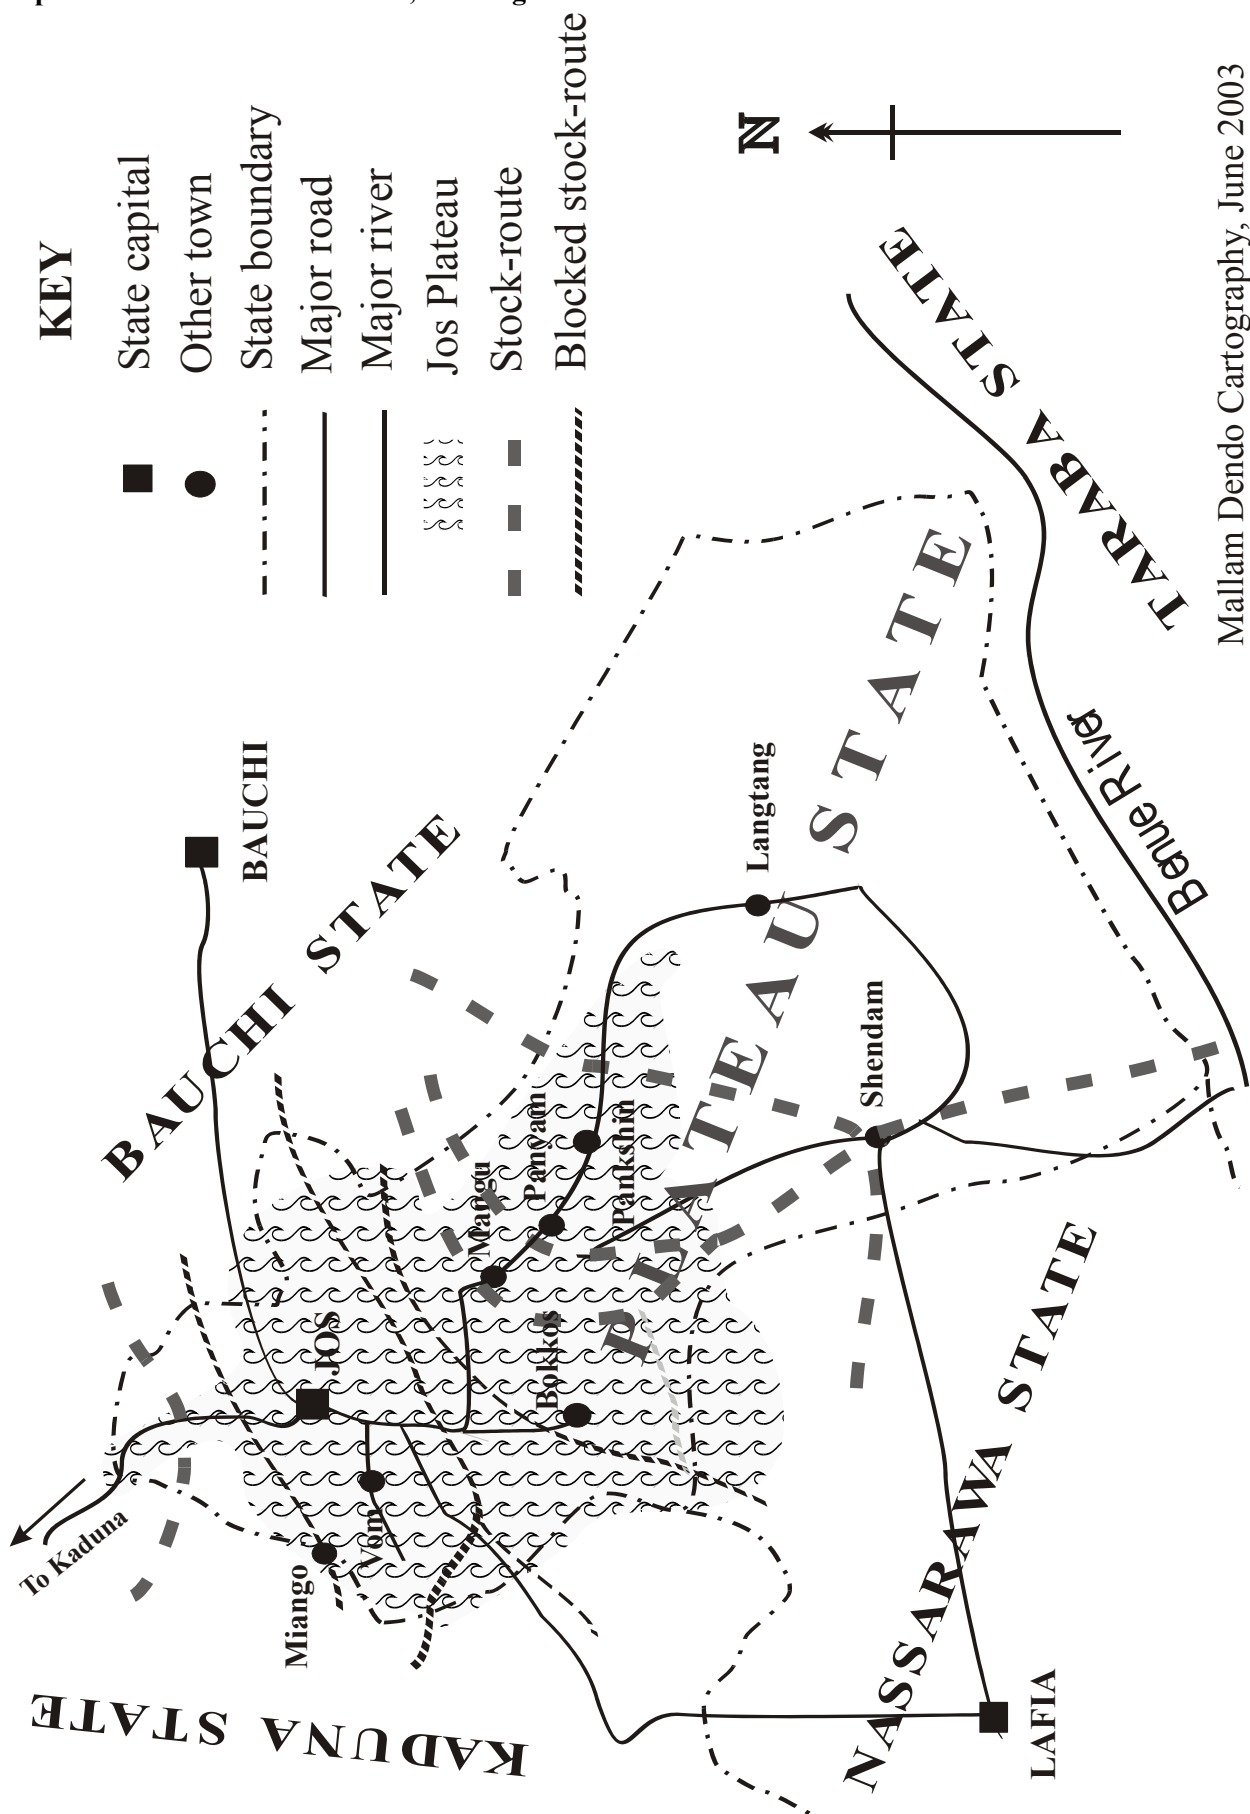 KEY
State capital
Other town
State boundary
Major road
Major river
Jos Plateau
Stock-route
Blocked stock-route
N
To Kaduna
KADUNA STATE
BAUCHI STATE
BAUCHI
JOS
Miango
Vom
Mangu
Panyam
Pankshin
Bokkos
Langtang
Shendam
PLATEAU STATE
NASSARAWA STATE
LAFIA
TARABA STATE
Benue River
Mallam Dendo Cartography, June 2003